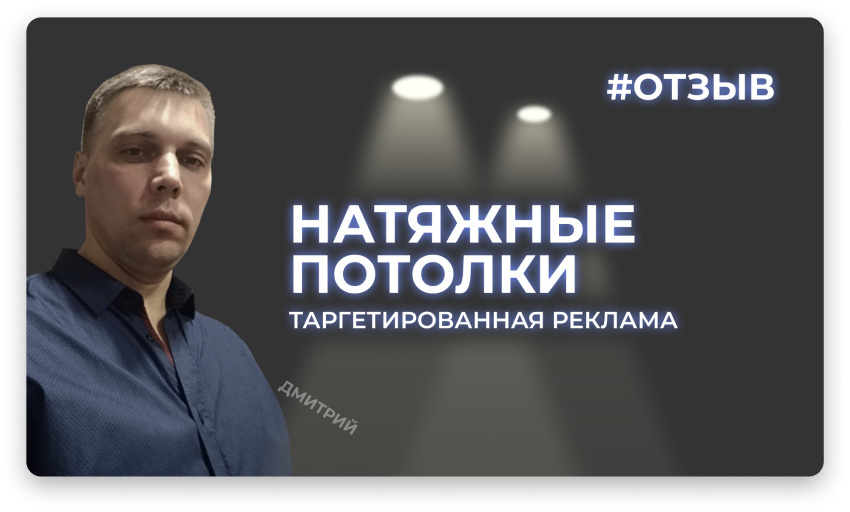 #ОТЗЫВ
НАТЯЖНЫЕ
ПОТОЛКИ
ТАРГЕТИРОВАННАЯ РЕКЛАМА
ДМИТРИЙ